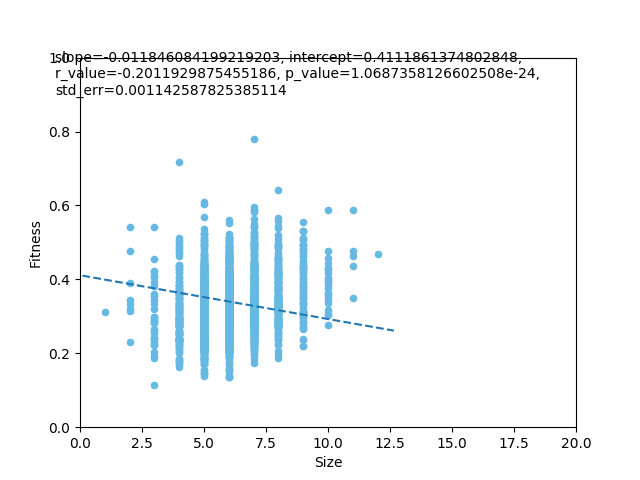 slope=-0.011846084199219203, intercept=0.4111861374802848,
r_value=-0.2011929875455186, p_value=1.0687358126602508e-24,
std_err=0.001142587825385114
1.0
0.8
0.6
0.4
0.2
0.0
Fitness
0.0 2.5 5.0 7.5 10.0 12.5 15.0 17.5 20.0
Size